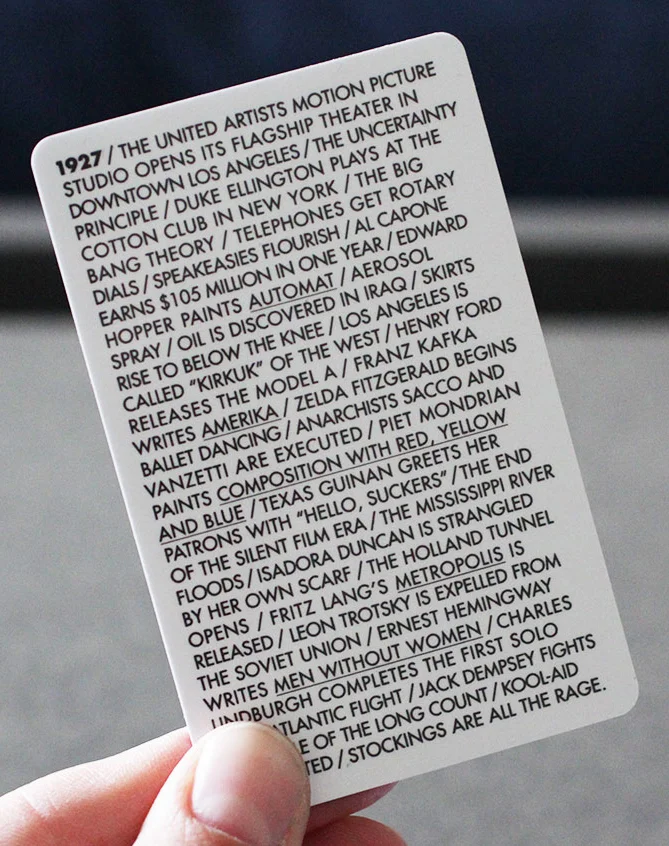 1927 / THE UNITED ARTISTS MOTION PICTURE
STUDIO OPENS ITS FLAGSHIP THEATER IN
DOWNTOWN LOS ANGELES / THE UNCERTAINTY
PRINCIPLE / DUKE ELLINGTON PLAYS AT THE
COTTON CLUB IN NEW YORK / THE BIG
BANG THEORY / TELEPHONES GET ROTARY
DIALS / SPEAKEASIES FLOURISH / AL CAPONE
EARNS $105 MILLION IN ONE YEAR / EDWARD
HOPPER PAINTS AUTOMAT / AEROSOL
SPRAY / OIL IS DISCOVERED IN IRAQ / SKIRTS
RISE TO BELOW THE KNEE / LOS ANGELES IS
CALLED "KIRKUK" OF THE WEST / HENRY FORD
RELEASES THE MODEL A / FRANZ KAFKA
WRITES AMERIKA / ZELDA FITZGERALD BEGINS
BALLET DANCING / ANARCHISTS SACCO AND
VANZETTI ARE EXECUTED / PIET MONDRIAN
PAINTS COMPOSITION WITH RED, YELLOW
AND BLUE / TEXAS GUINAN GREETS HER
PATRONS WITH "HELLO, SUCKERS" / THE END
OF THE SILENT FILM ERA / THE MISSISSIPPI RIVER
FLOODS / ISADORA DUNCAN IS STRANGLED
BY HER OWN SCARF / THE HOLLAND TUNNEL
OPENS / FRITZ LANG'S METROPOLIS IS
RELEASED / LEON TROTSKY IS EXPELLED FROM
THE SOVIET UNION / ERNEST HEMINGWAY
WRITES MEN WITHOUT WOMEN / CHARLES
LINDBURGH COMPLETES THE FIRST SOLO
TLANTIC FLIGHT / JACK DEMPSEY FIGHTS
LE OF THE LONG COUNT / KOOL-AID
TED / STOCKINGS ARE ALL THE RAGE.